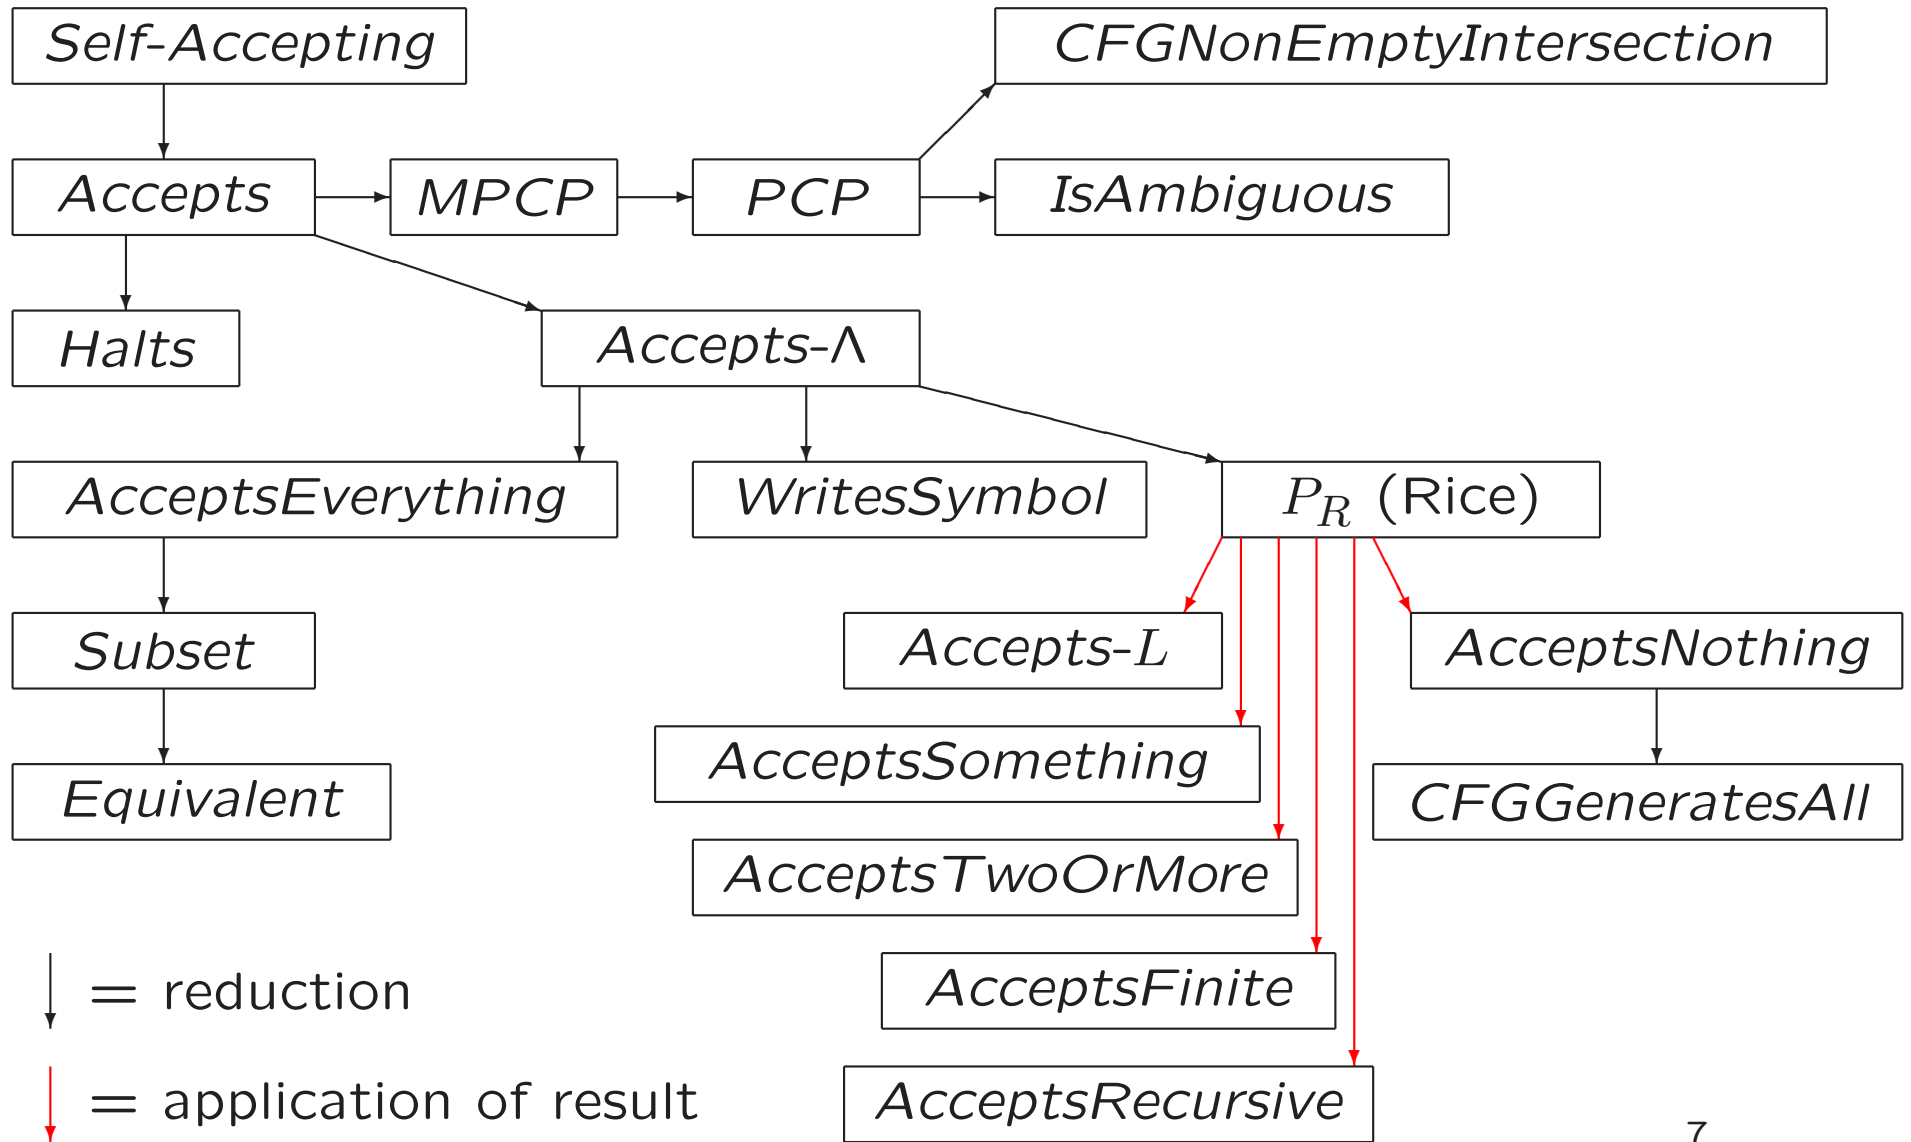 Self-Accepting
CFGNonEmptyIntersection
Accepts
MPCP
PCP
IsAmbiguous
Halts
Accepts-Λ
AcceptsEverything
WritesSymbol
P_R (Rice)
Subset
Accepts-L
AcceptsNothing
AcceptsSomething
Equivalent
CFGGeneratesAll
AcceptsTwoOrMore
= reduction
AcceptsFinite
= application of result
AcceptsRecursive
7